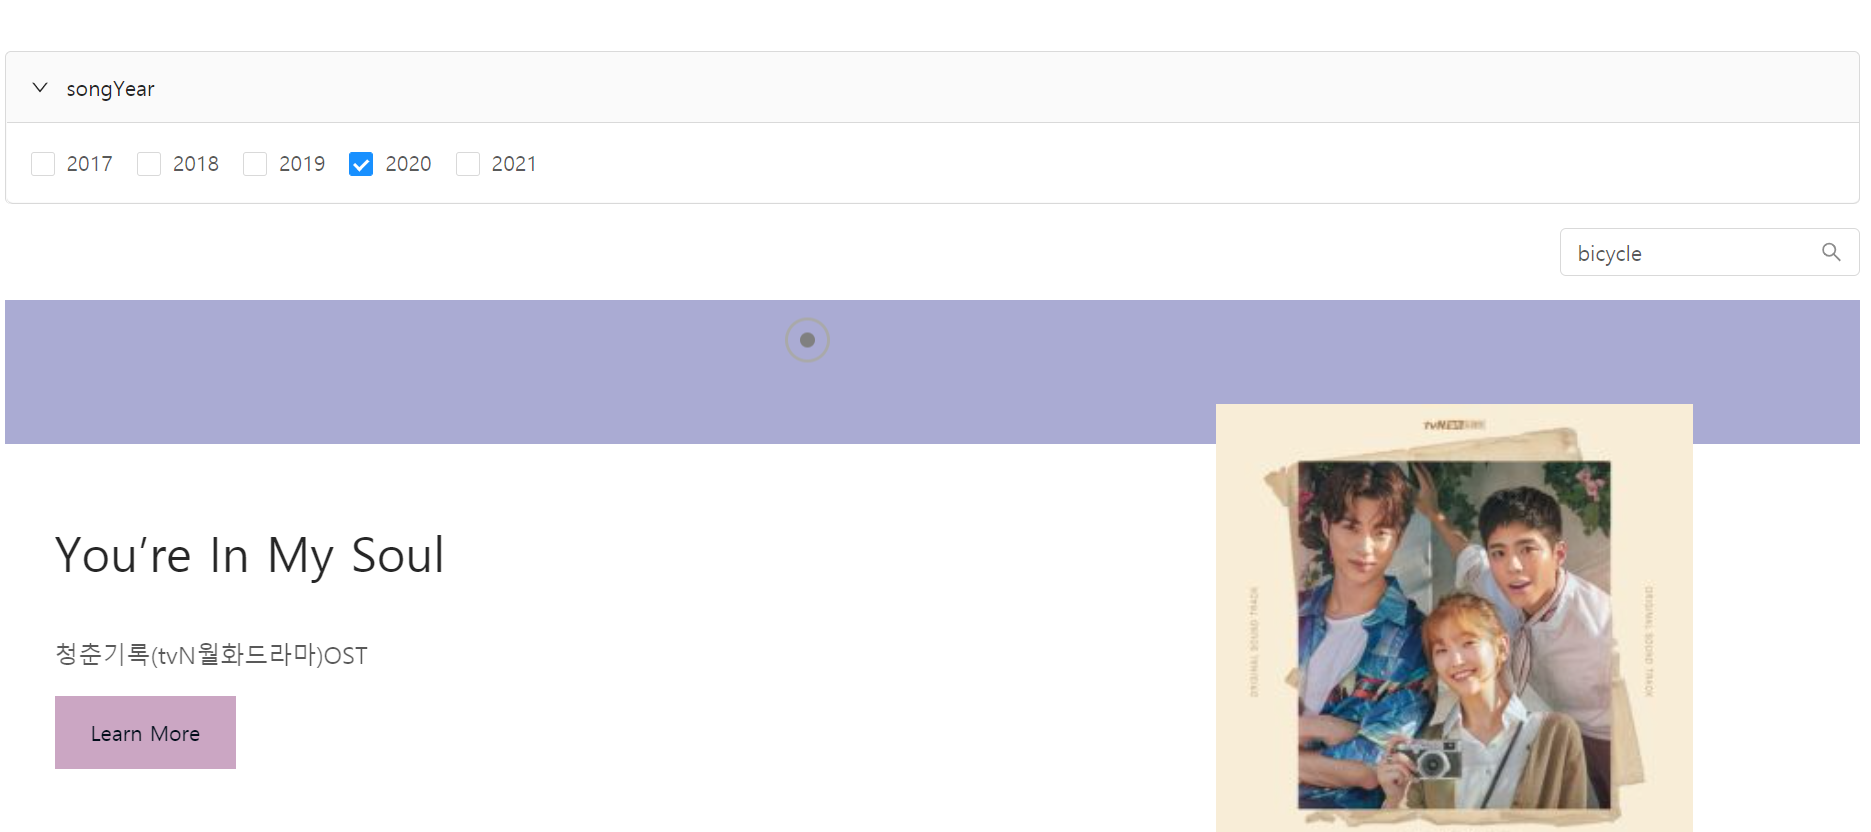 songYear
2017 2018 2019 2020 2021
bicycle
tvN
You’re In My Soul
청춘기록(tvN월화드라마)OST
Learn More
ORIGINAL SOUND TRACK
ORIGINAL SOUND TRACK